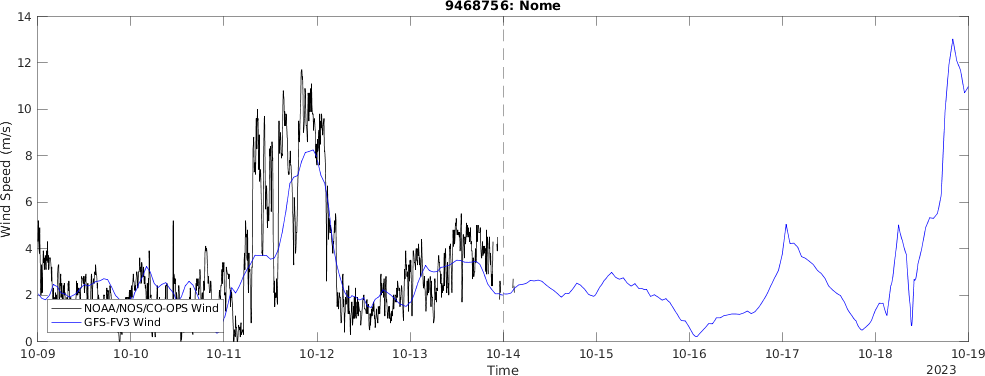 9468756: Nome
14
12
10
8
6
4
2
0
Wind Speed (m/s)
NOAA/NOS/CO-OPS Wind
GFS-FV3 Wind
10-09 10-10 10-11 10-12 10-13 10-14 10-15 10-16 10-17 10-18 10-19
Time
2023